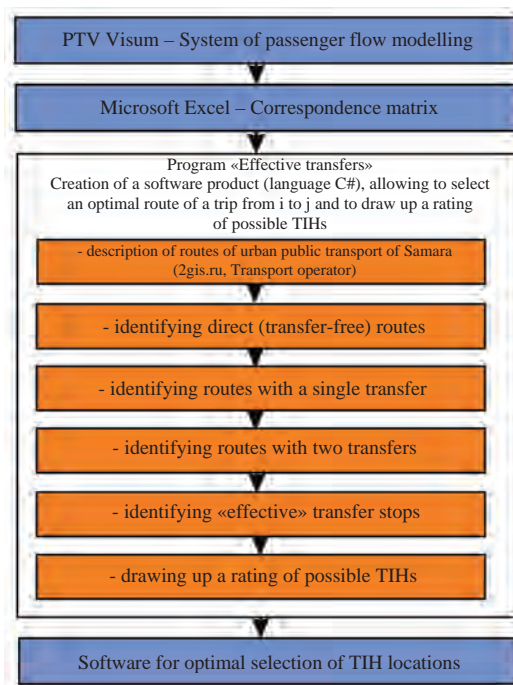 PTV Visum – System of passenger flow modelling
Microsoft Excel – Correspondence matrix
Program «Effective transfers»
Creation of a software product (language C#), allowing to select
an optimal route of a trip from i to j and to draw up a rating
of possible TIHs
- description of routes of urban public transport of Samara
(2gis.ru, Transport operator)
- identifying direct (transfer-free) routes
- identifying routes with a single transfer
- identifying routes with two transfers
- identifying «effective» transfer stops
- drawing up a rating of possible TIHs
Software for optimal selection of TIH locations